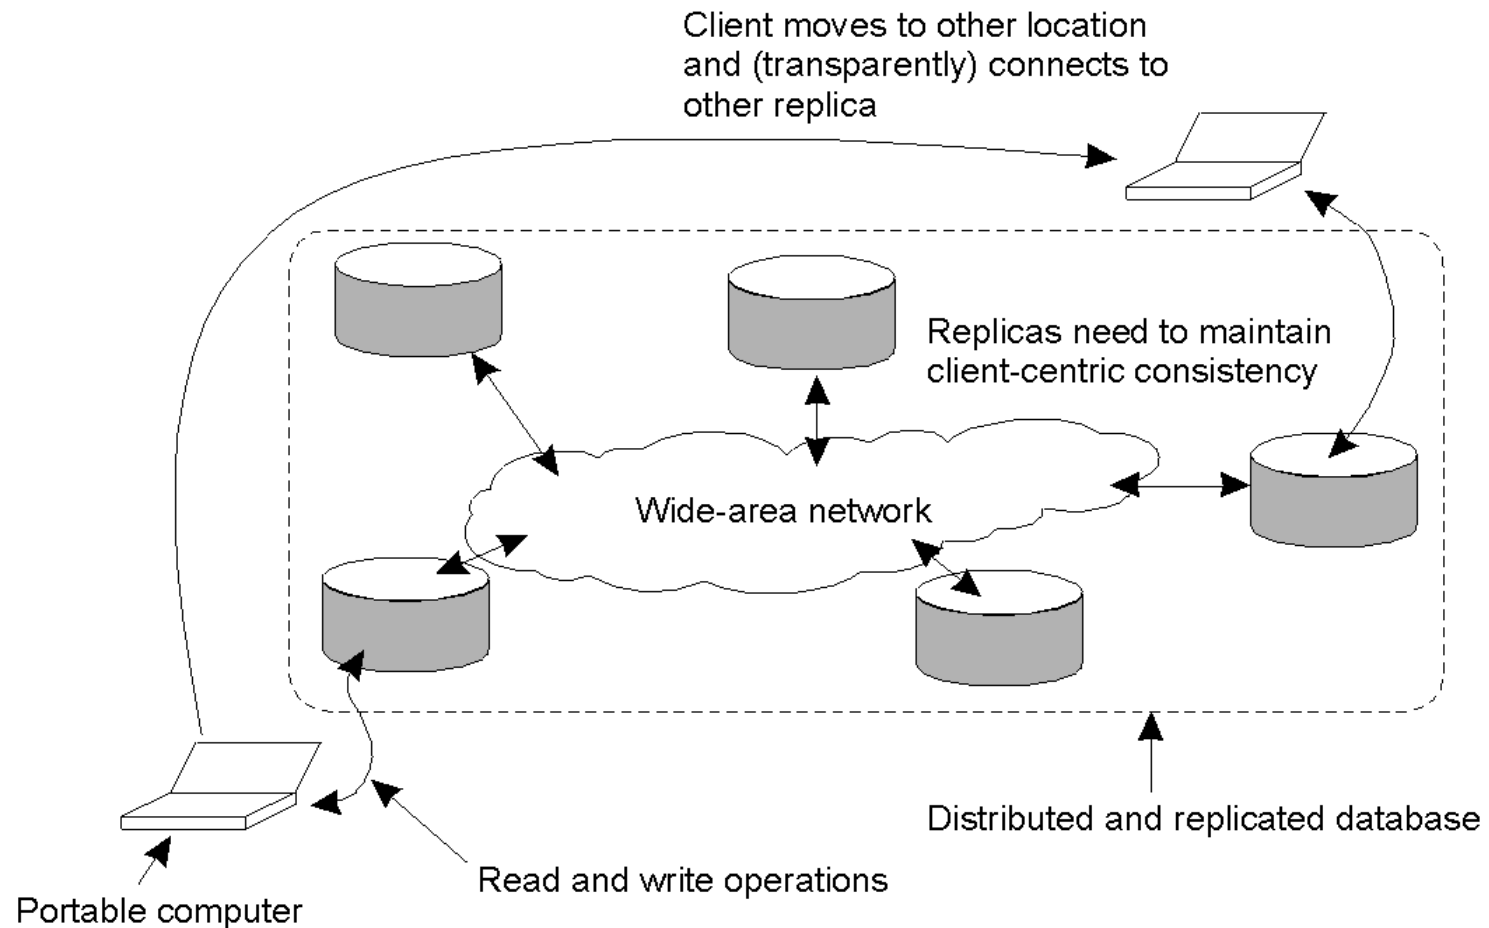 Client moves to other location
and (transparently) connects to
other replica
Replicas need to maintain
client-centric consistency
Wide-area network
Distributed and replicated database
Read and write operations
Portable computer